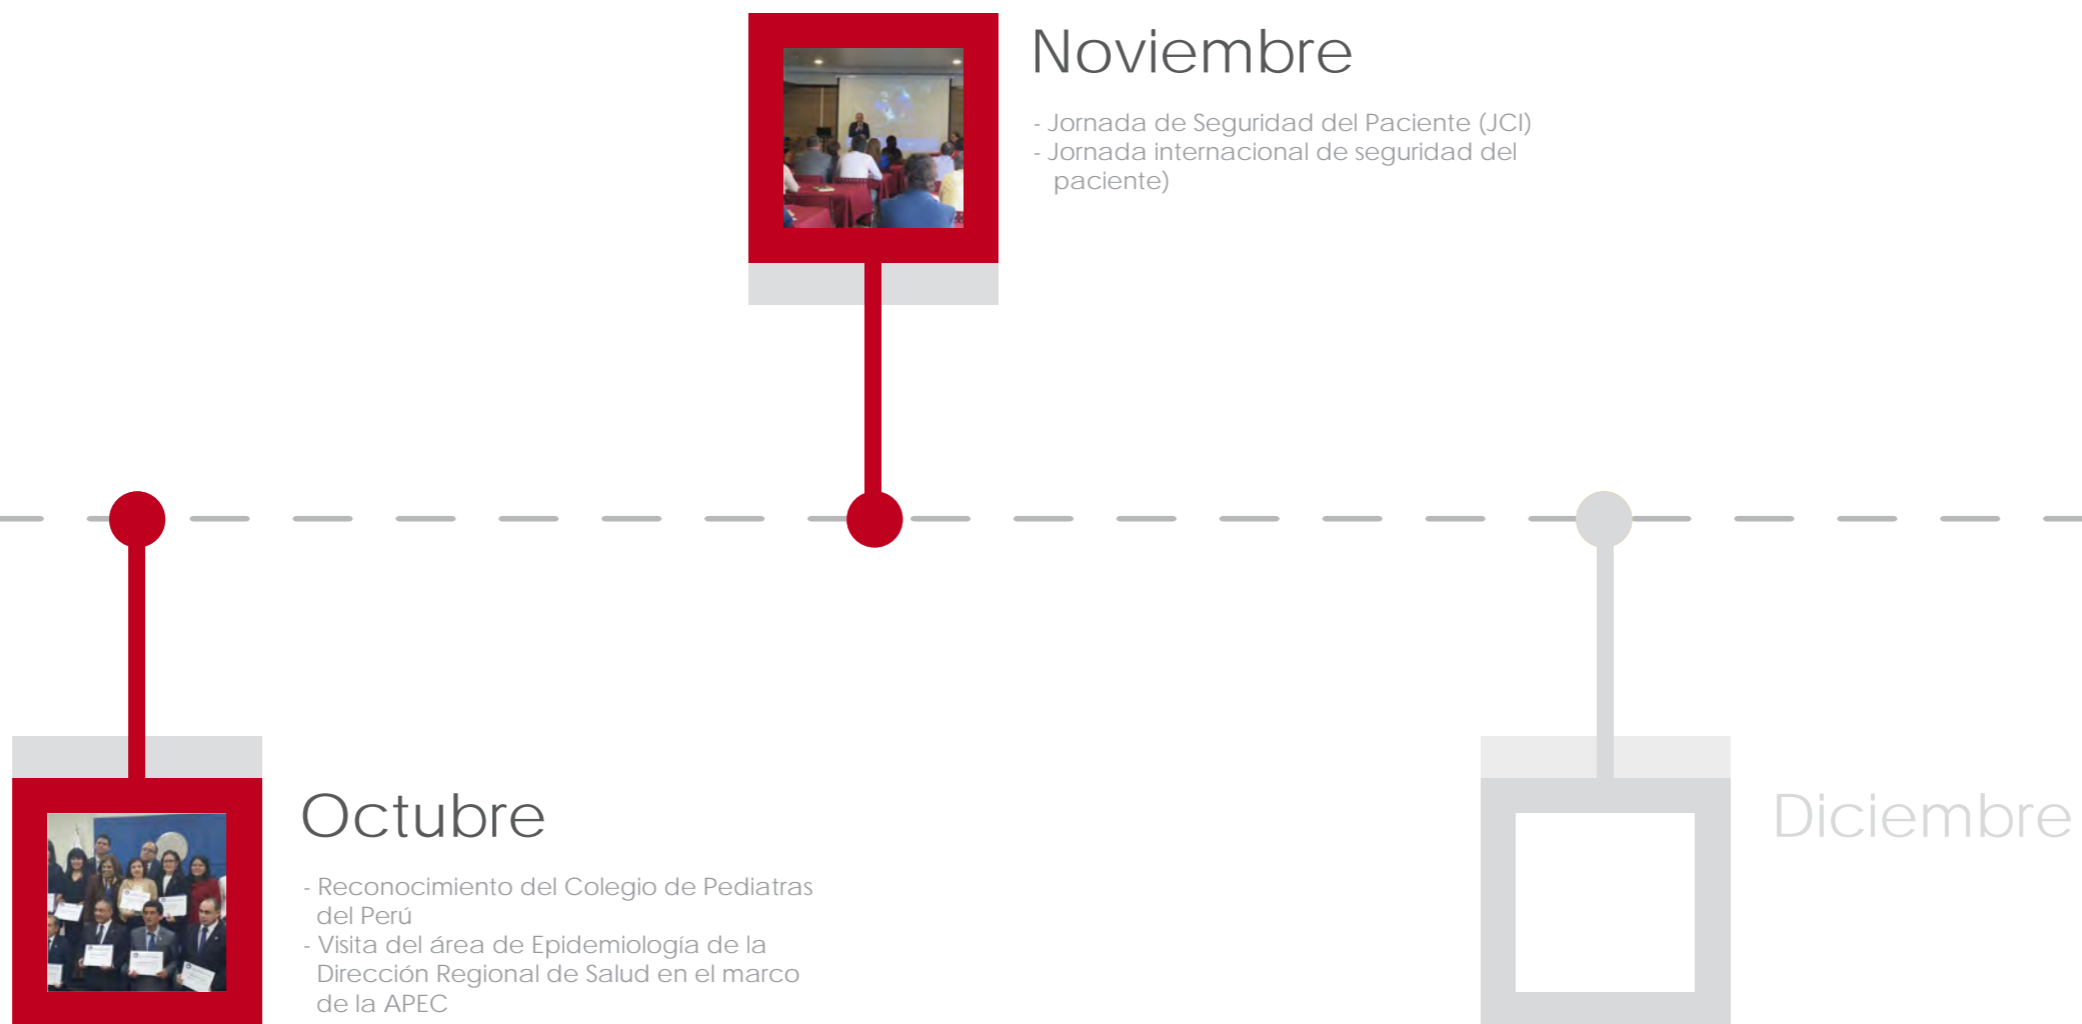 Noviembre
- Jornada de Seguridad del Paciente (JCI)
- Jornada internacional de seguridad del
paciente)
Octubre
- Reconocimiento del Colegio de Pediatras
del Perú
- Visita del área de Epidemiología de la
Dirección Regional de Salud en el marco
de la APEC
Diciembre